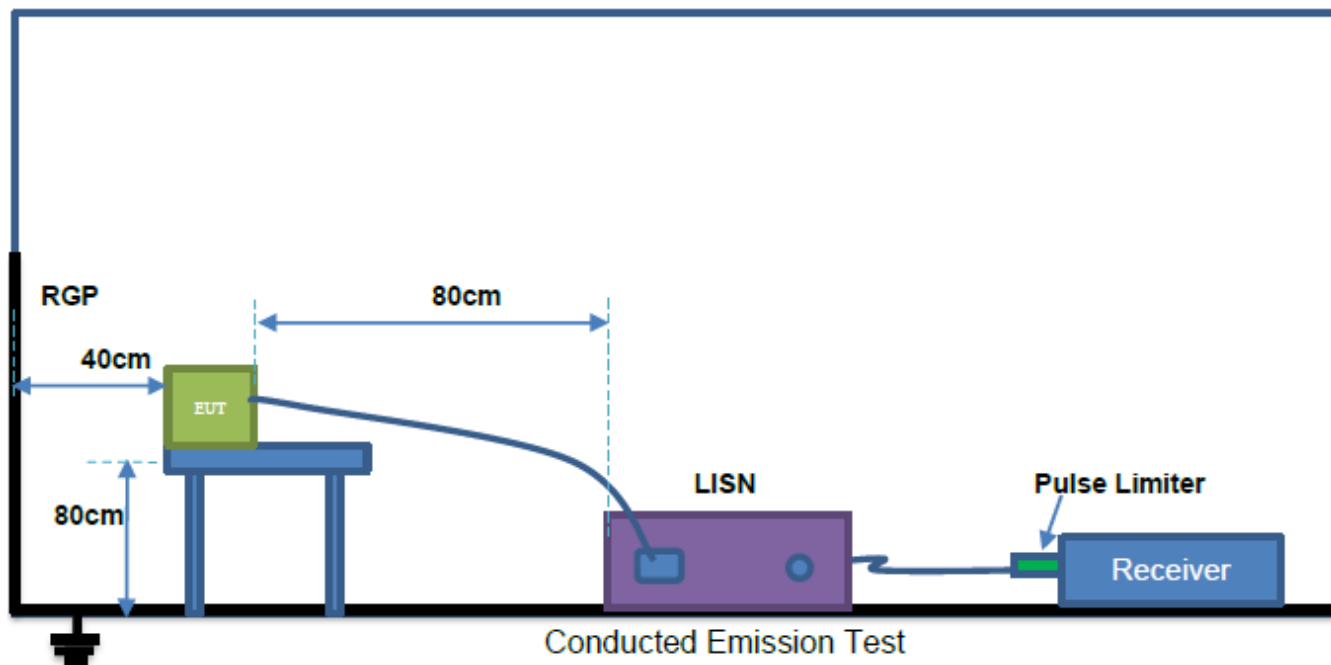 RGP
80cm
40cm
EUT
80cm
LISN
Pulse Limiter
Receiver
Conducted Emission Test